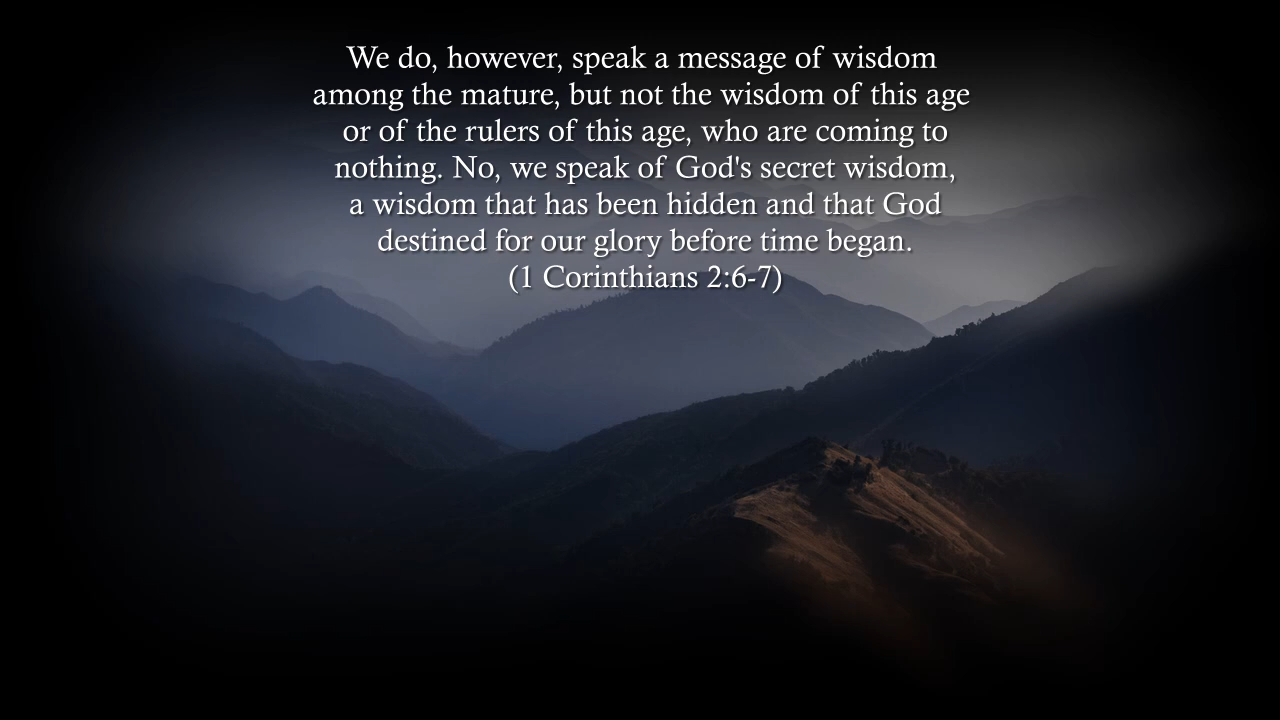 We do, however, speak a message of wisdom
among the mature, but not the wisdom of this age
or of the rulers of this age, who are coming to
nothing. No, we speak of God's secret wisdom,
a wisdom that has been hidden and that God
destined for our glory before time began.
(1 Corinthians 2:6-7)